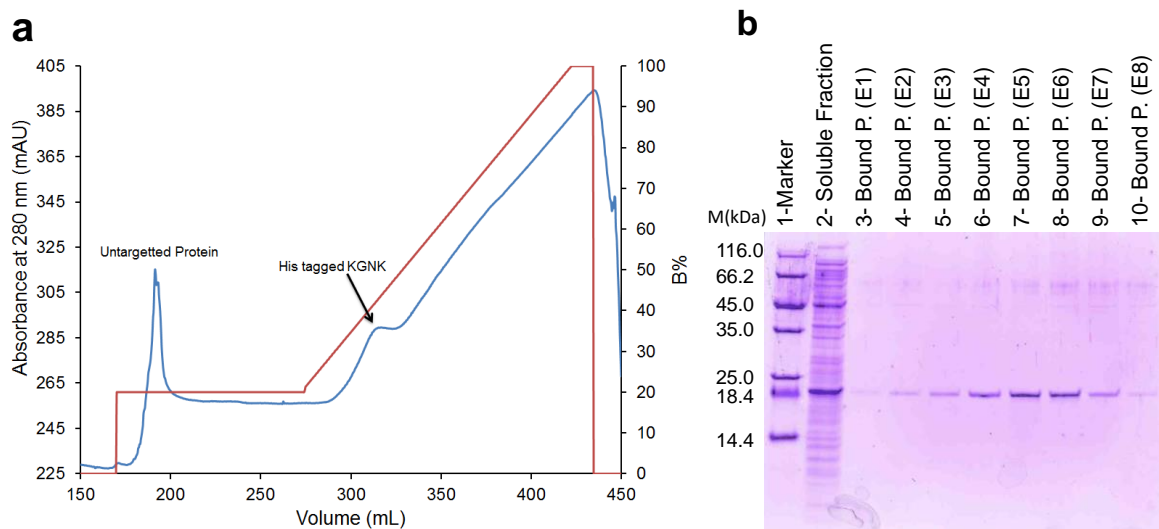 a
Absorbance at 280 nm (mAU)
405
385
365
345
325
305
285
265
245
225
Untargetted Protein
His tagged KGNK
100
90
80
70
60
50
40
30
20
10
0
B%
150
200
250
300
350
400
450
Volume (mL)
b
M(kDa)
1-Marker
2- Soluble Fraction
3- Bound P. (E1)
4- Bound P. (E2)
5- Bound P. (E3)
6- Bound P. (E4)
7- Bound P. (E5)
8- Bound P. (E6)
9- Bound P. (E7)
10- Bound P. (E8)
116.0
66.2
45.0
35.0
25.0
18.4
14.4